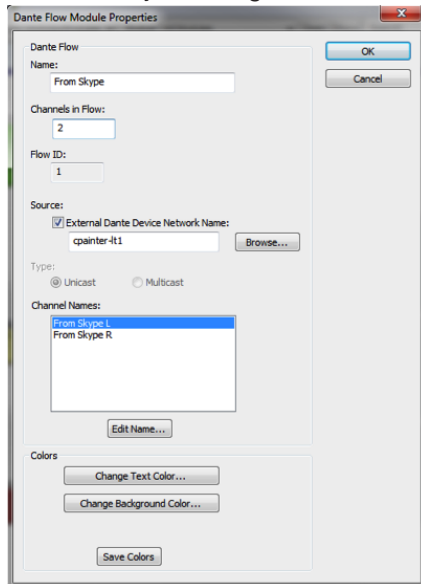 Dante Flow Module Properties
Dante Flow
Name:
From Skype
Channels in Flow:
2
Flow ID:
1
Source:
External Dante Device Network Name:
cpainter-lt1
Browse...
Type:
Unicast Multicast
Channel Names:
From Skype L
From Skype R
Edit Name...
Colors
Change Text Color...
Change Background Color...
Save Colors
OK
Cancel